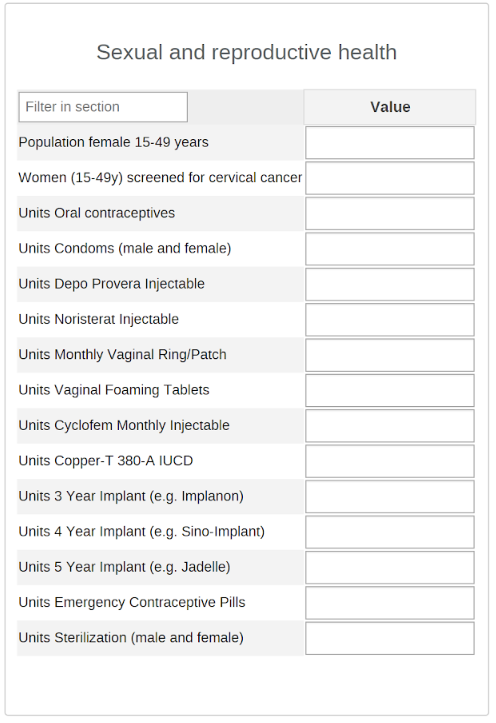 Sexual and reproductive health
Filter in section
Value
Population female 15-49 years
Women (15-49y) screened for cervical cancer
Units Oral contraceptives
Units Condoms (male and female)
Units Depo Provera Injectable
Units Noristerat Injectable
Units Monthly Vaginal Ring/Patch
Units Vaginal Foaming Tablets
Units Cyclofem Monthly Injectable
Units Copper-T 380-A IUCD
Units 3 Year Implant (e.g. Implanon)
Units 4 Year Implant (e.g. Sino-Implant)
Units 5 Year Implant (e.g. Jadelle)
Units Emergency Contraceptive Pills
Units Sterilization (male and female)